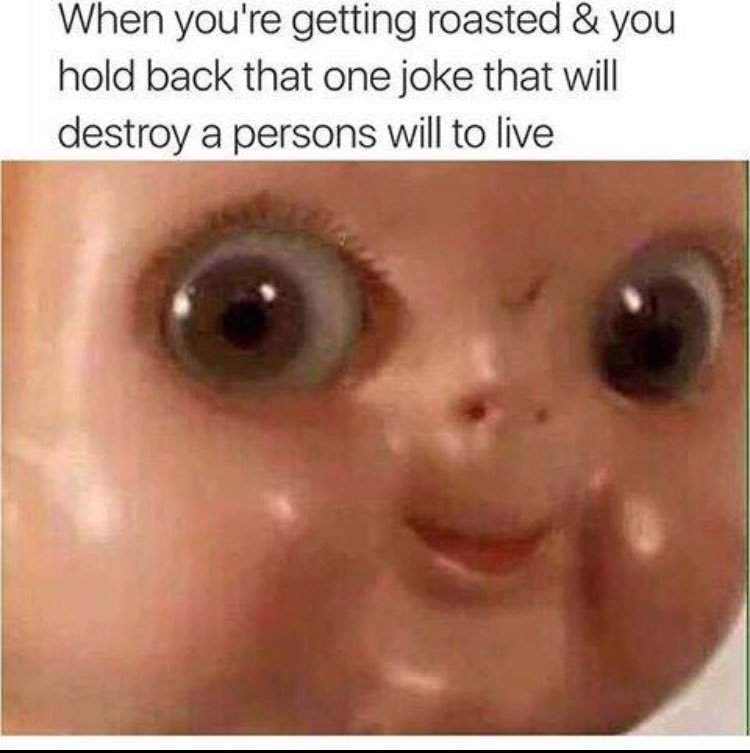 When you're getting roasted & you
hold back that one joke that will
destroy a persons will to live